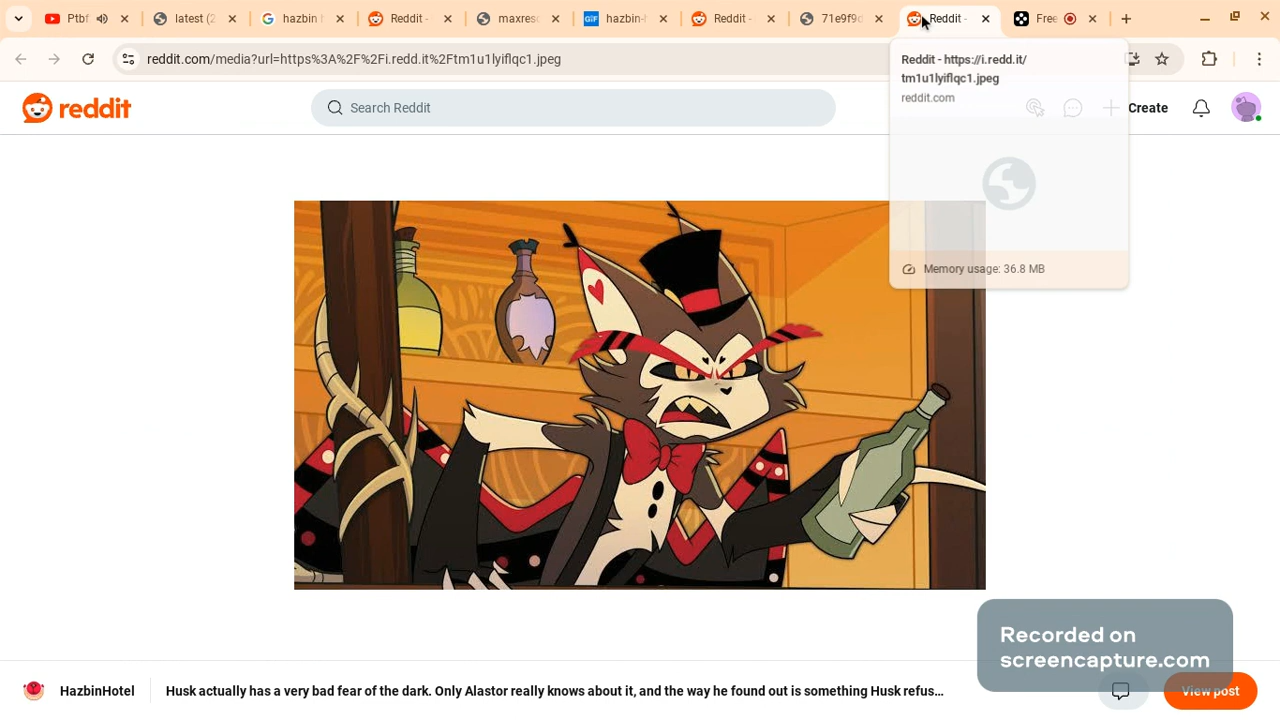 Ptbf
latest (2
hazbin h
Reddit -
maxresc
GIF
hazbin-h
Reddit -
71e9f9d
Reddit -
Free
reddit.com/media?url=https%3A%2F%2Fi.redd.it%2Ftm1u1lyiflqc1.jpeg
Reddit - https://i.redd.it/
tm1u1lyiflqc1.jpeg
reddit.com
reddit
Search Reddit
Create
Memory usage: 36.8 MB
Recorded on
screencapture.com
HazbinHotel
Husk actually has a very bad fear of the dark. Only Alastor really knows about it, and the way he found out is something Husk refus...
View post